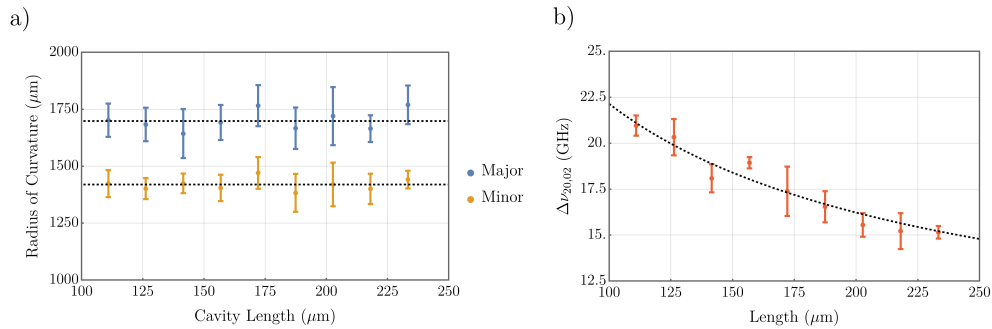 a)
Radius of Curvature (μm)
2000
1750
1500
1250
1000
100 125 150 175 200 225 250
Cavity Length (μm)
Major
Minor
b)
Δν20,02 (GHz)
25.
22.5
20.
17.5
15.
12.5
100 125 150 175 200 225 250
Length (μm)